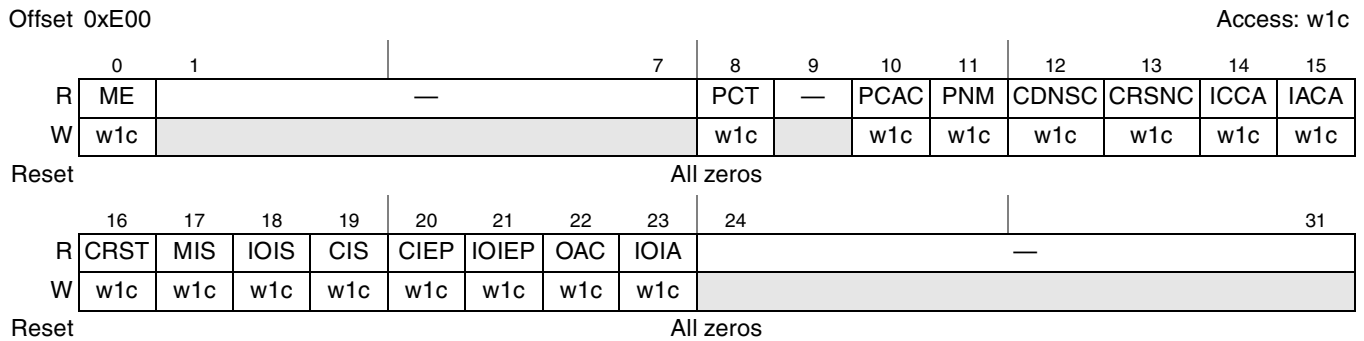 Offset 0xE00 Access: w1c
0 1 7 8 9 10 11 12 13 14 15
R ME — PCT — PCAC PNM CDNSC CRSNC ICCA IACA
W w1c w1c w1c w1c w1c w1c w1c w1c
Reset All zeros
16 17 18 19 20 21 22 23 24 31
R CRST MIS IOIS CIS CIEP IOIEP OAC IOIA —
W w1c w1c w1c w1c w1c w1c w1c w1c
Reset All zeros